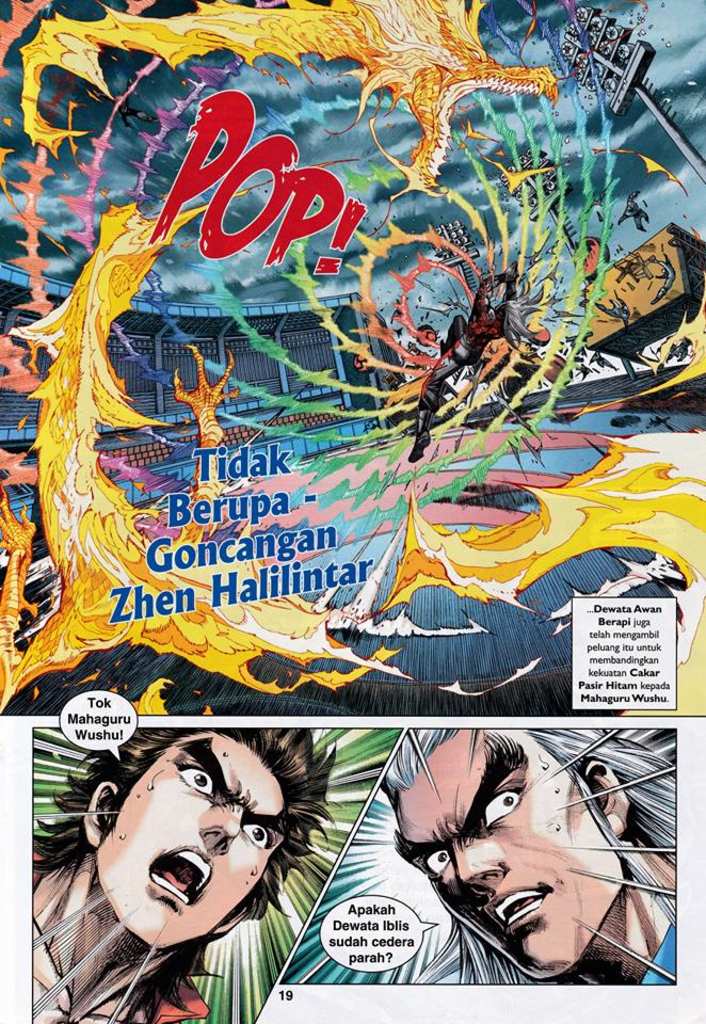 POP!
Tidak
Berupa -
Goncangan
Zhen Halilintar
...Dewata Awan
Berapi juga
telah mengambil
peluang itu untuk
membandingkan
kekuatan Cakar
Pasir Hitam kepada
Mahaguru Wushu.
Tok
Mahaguru
Wushu!
Apakah
Dewata Iblis
sudah cedera
parah?
19